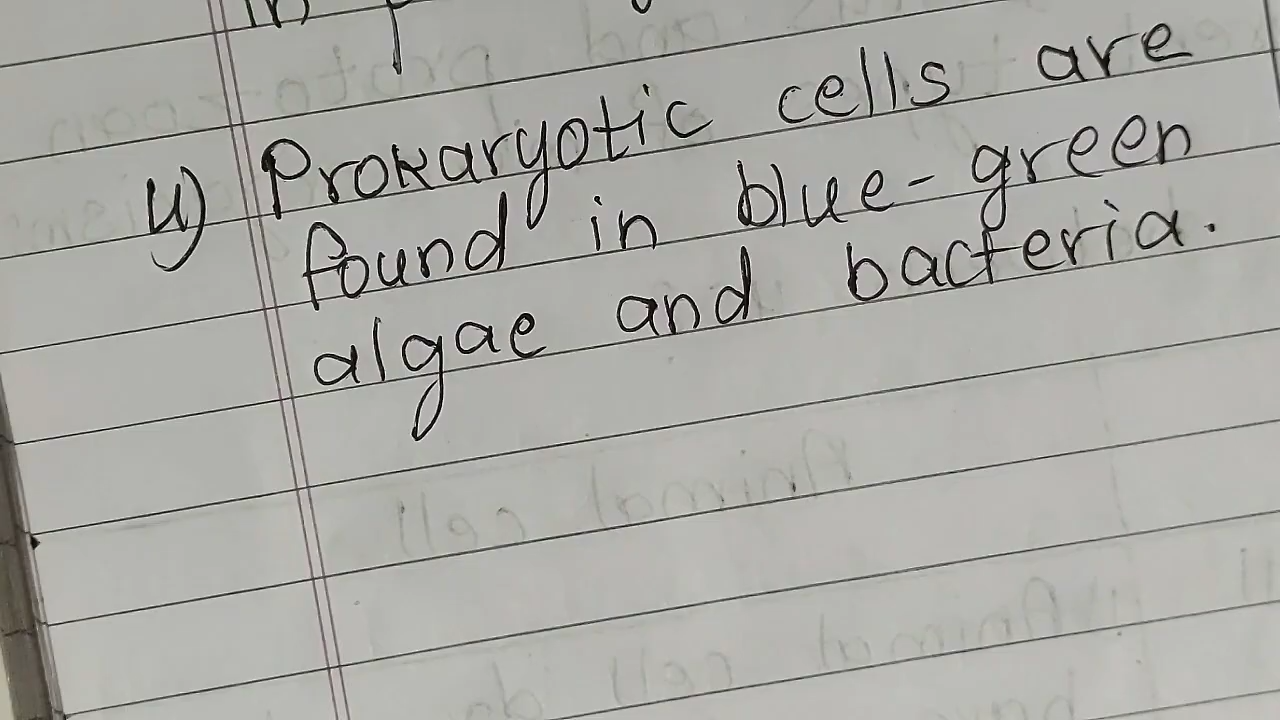 4) Prokaryotic cells are
found in blue-green
algae and bacteria.